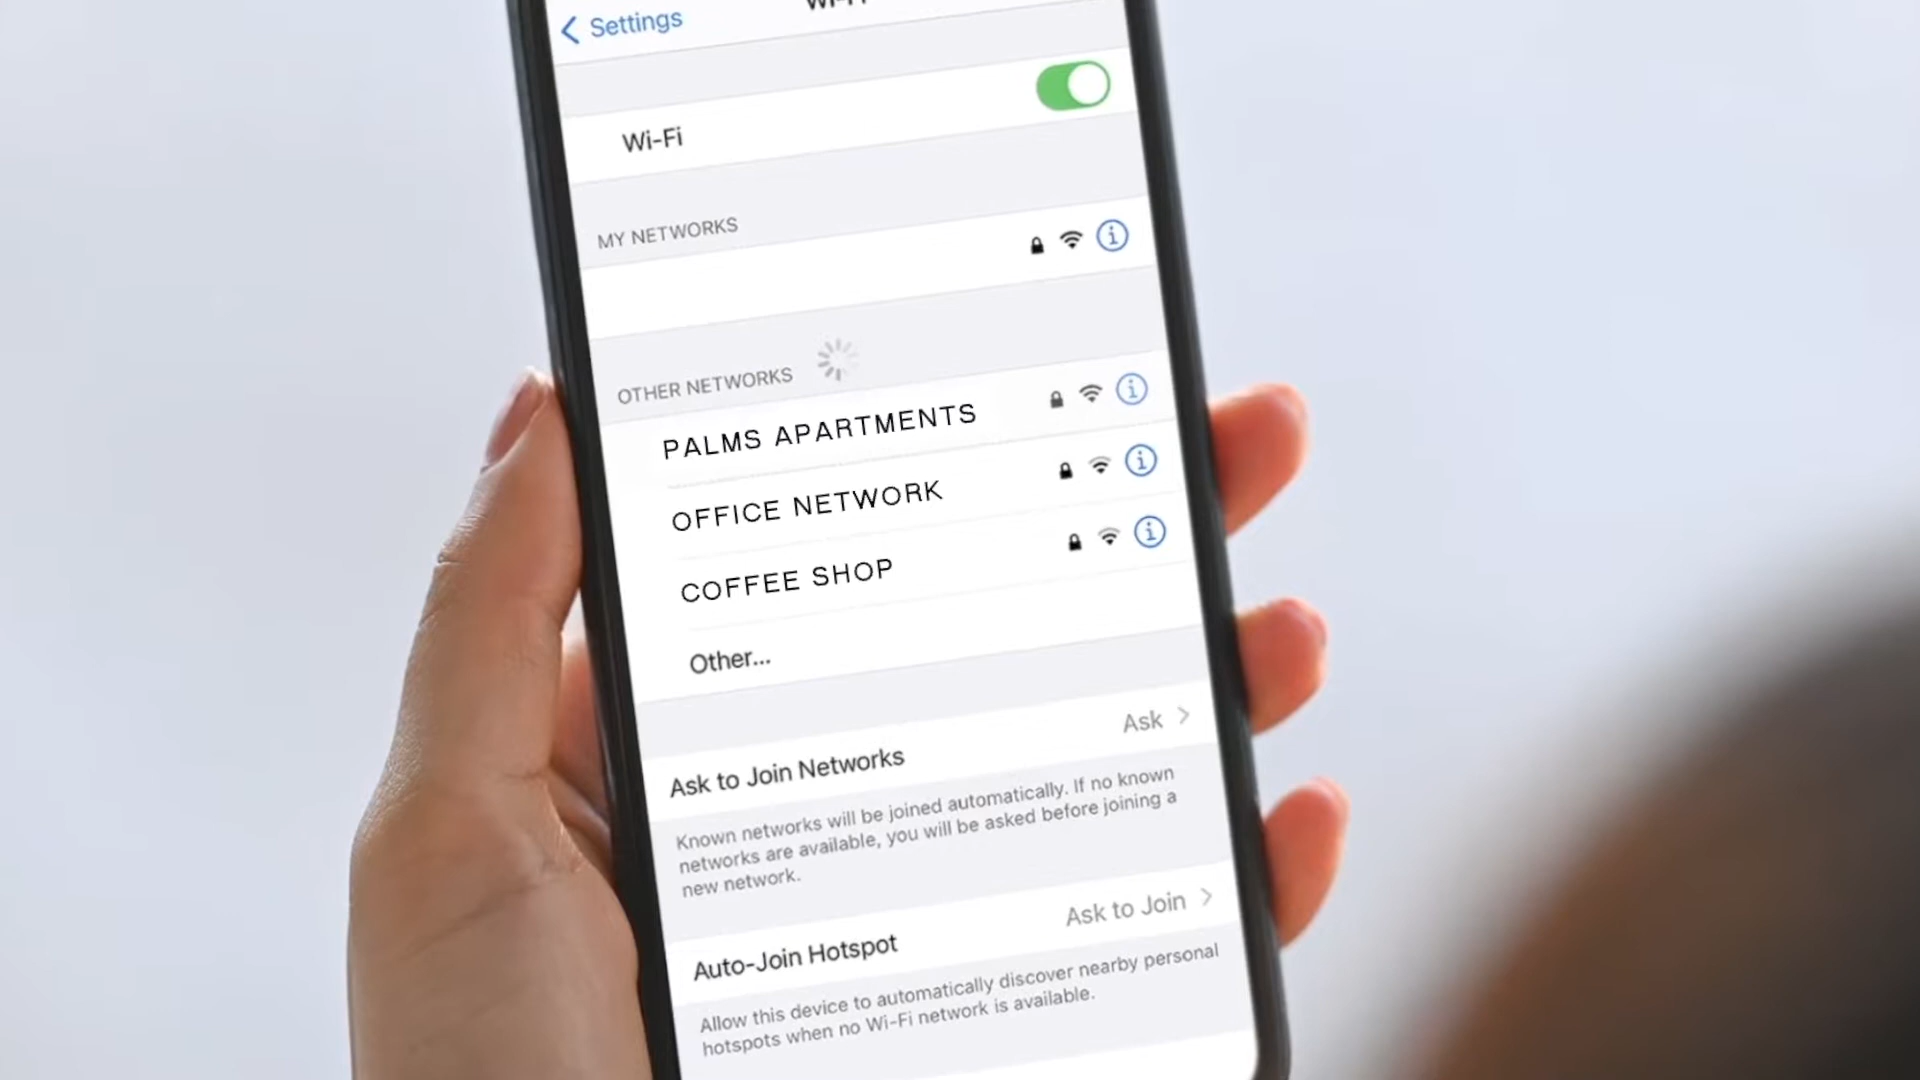 Settings
Wi-Fi
Wi-Fi
MY NETWORKS
OTHER NETWORKS
PALMS APARTMENTS
OFFICE NETWORK
COFFEE SHOP
Other...
Ask to Join Networks Ask
Known networks will be joined automatically. If no known
networks are available, you will be asked before joining a
new network.
Auto-Join Hotspot Ask to Join
Allow this device to automatically discover nearby personal
hotspots when no Wi-Fi network is available.